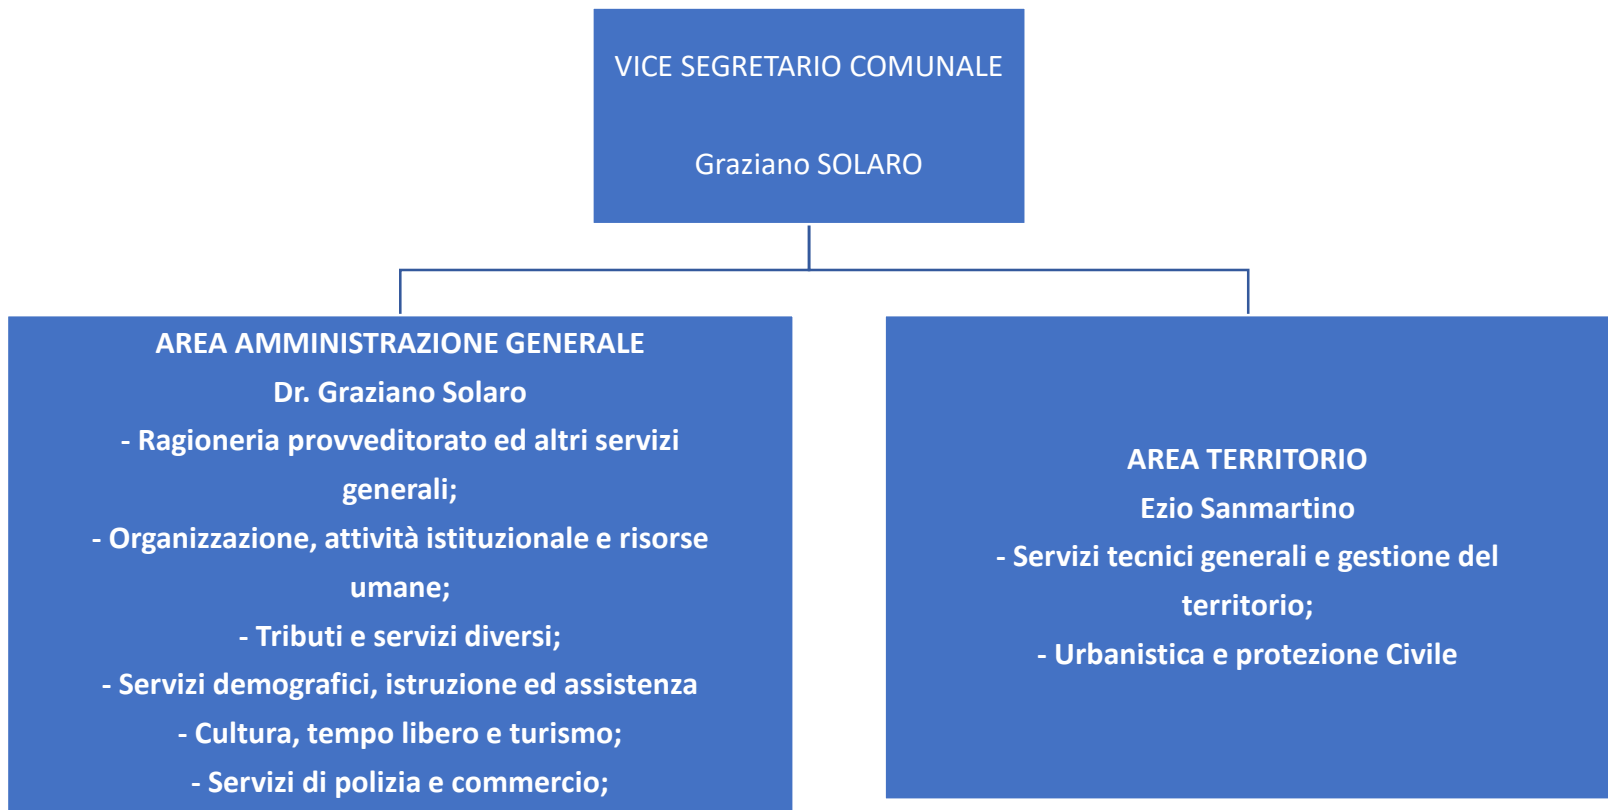 VICE SEGRETARIO COMUNALE
Graziano SOLARO
AREA AMMINISTRAZIONE GENERALE
Dr. Graziano Solaro
- Ragioneria provveditorato ed altri servizi
generali;
- Organizzazione, attività istituzionale e risorse
umane;
- Tributi e servizi diversi;
- Servizi demografici, istruzione ed assistenza
- Cultura, tempo libero e turismo;
- Servizi di polizia e commercio;
AREA TERRITORIO
Ezio Sanmartino
- Servizi tecnici generali e gestione del
territorio;
- Urbanistica e protezione Civile